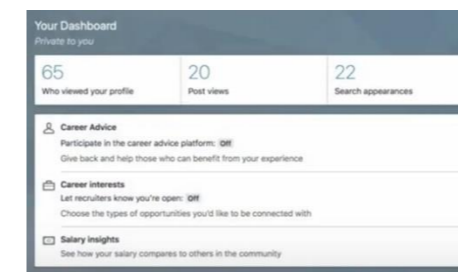 Your Dashboard
Private to you
65
Who viewed your profile
20
Post views
22
Search appearances
Career Advice
Participate in the career advice platform: Off
Give back and help those who can benefit from your experience
Career interests
Let recruiters know you're open: Off
Choose the types of opportunities you'd like to be connected with
Salary insights
See how your salary compares to others in the community